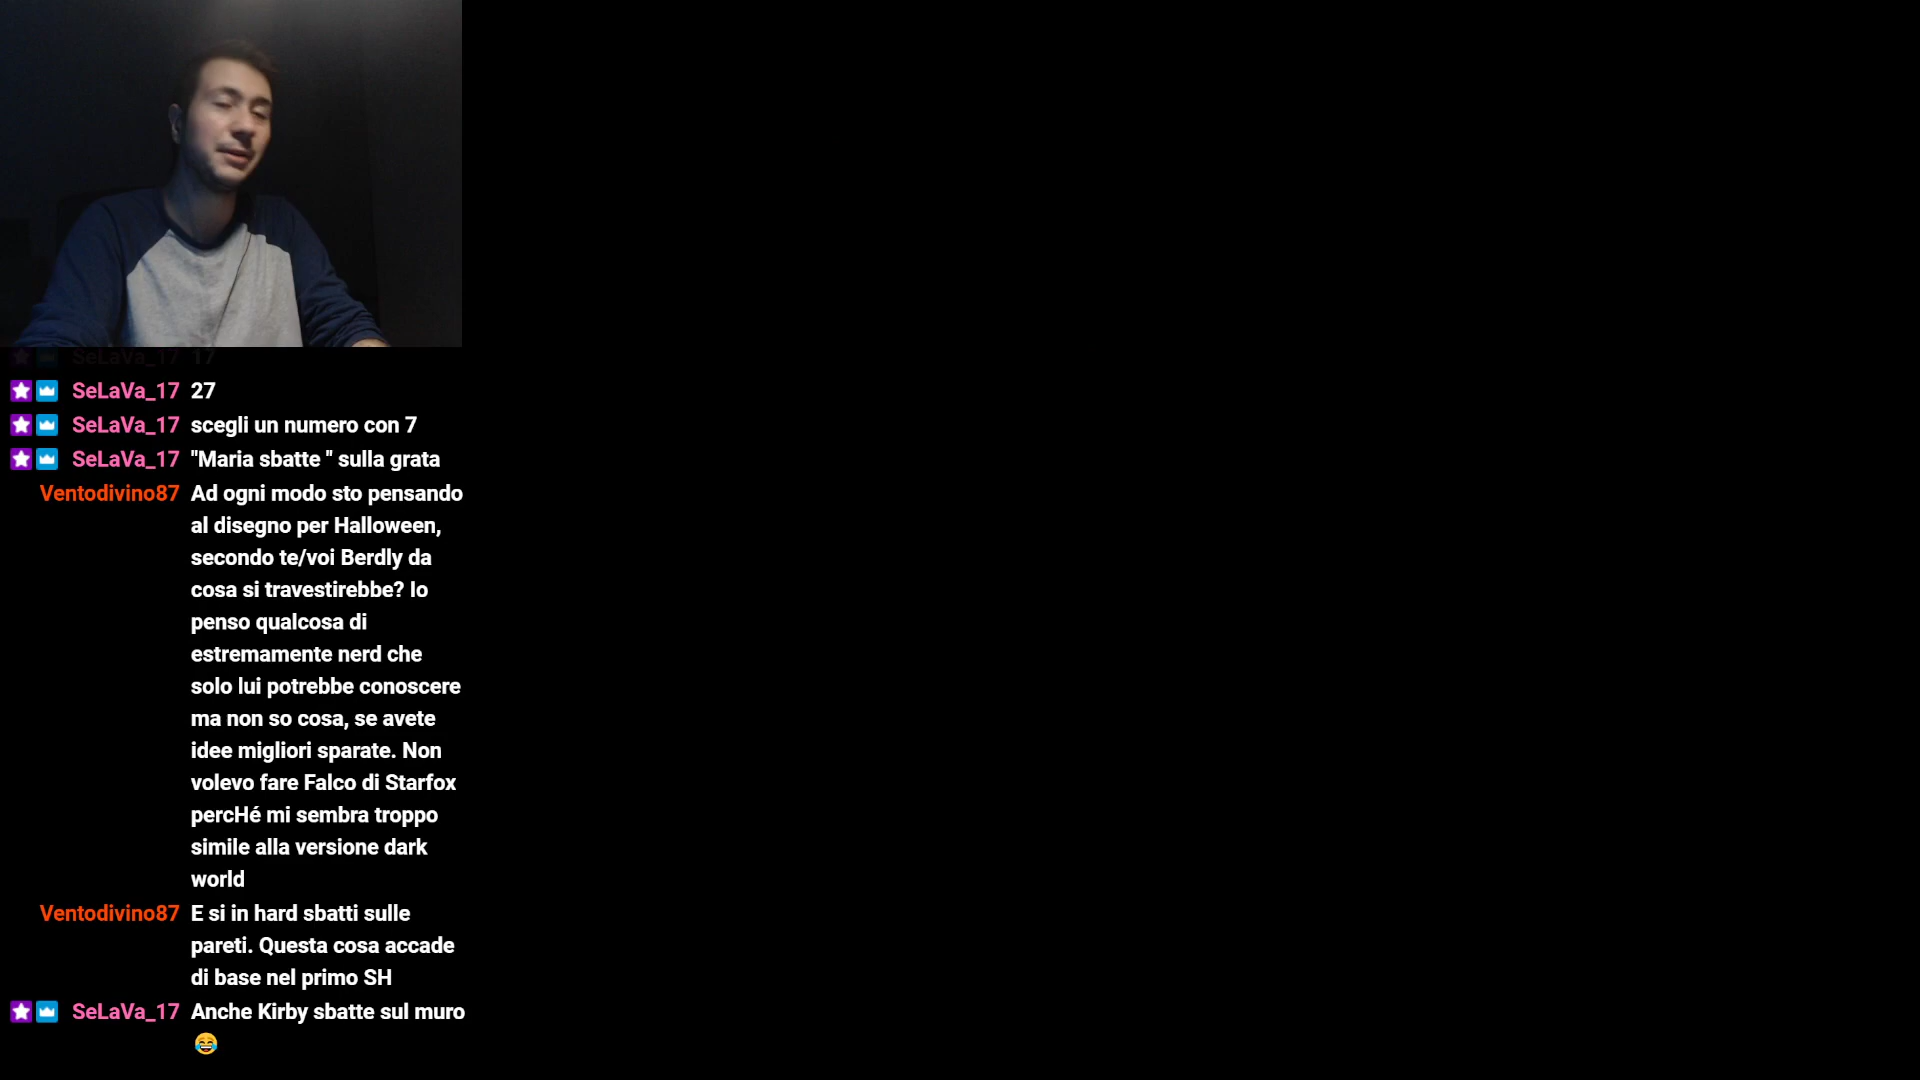 SeLaVa_17 17
SeLaVa_17 27
SeLaVa_17 scegli un numero con 7
SeLaVa_17 "Maria sbatte " sulla grata
Ventodivino87 Ad ogni modo sto pensando
al disegno per Halloween,
secondo te/voi Berdly da
cosa si travestirebbe? Io
penso qualcosa di
estremamente nerd che
solo lui potrebbe conoscere
ma non so cosa, se avete
idee migliori sparate. Non
volevo fare Falco di Starfox
percHé mi sembra troppo
simile alla versione dark
world
Ventodivino87 E si in hard sbatti sulle
pareti. Questa cosa accade
di base nel primo SH
SeLaVa_17 Anche Kirby sbatte sul muro
😂